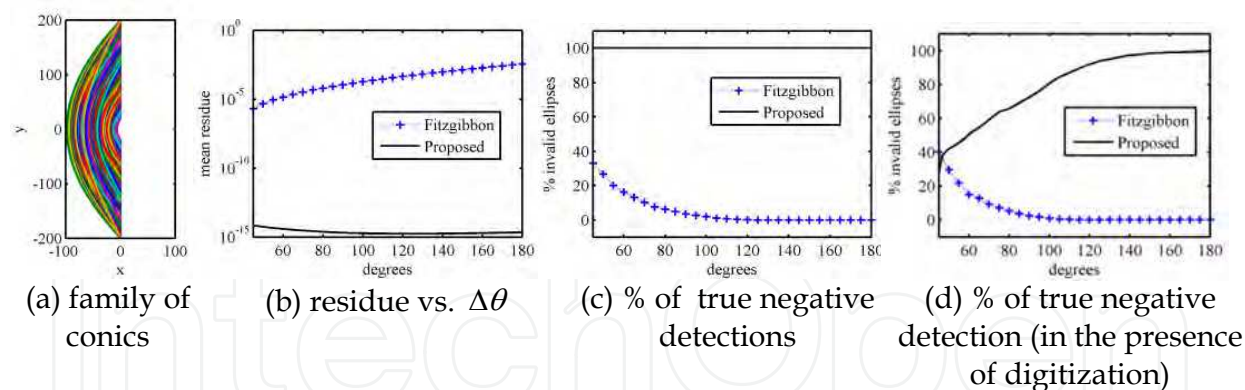 200
100
0
-100
-200
-100 0 100
y
x
10^0
10^-5
10^-10
10^-15
mean residue
Fitzgibbon
Proposed
60 80 100 120 140 160 180
degrees
100
80
60
40
20
0
% invalid ellipses
Fitzgibbon
Proposed
60 80 100 120 140 160 180
degrees
100
80
60
40
20
0
% invalid ellipses
Fitzgibbon
Proposed
60 80 100 120 140 160 180
degrees
(a) family of
conics
(b) residue vs. Δθ
(c) % of true negative
detections
(d) % of true negative
detection (in the presence
of digitization)
IntechOpen